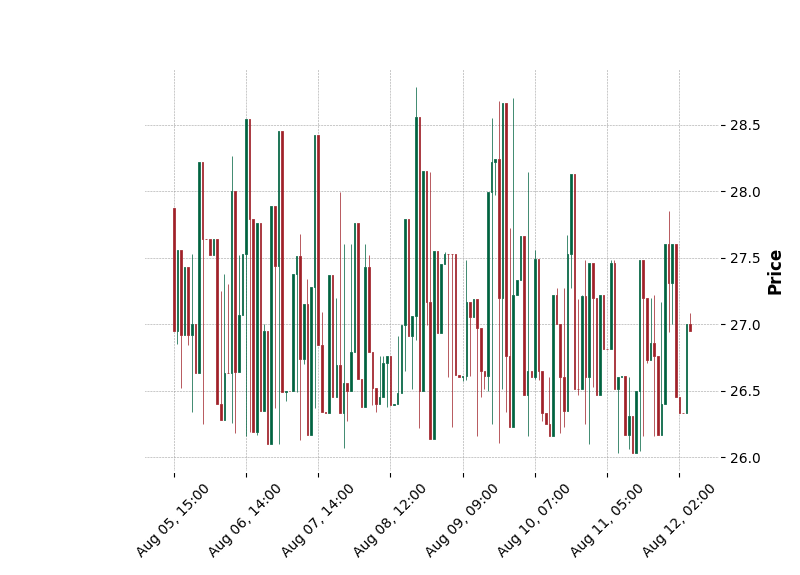 28.5
28.0
27.5
27.0
26.5
26.0
Price
Aug 05, 15:00
Aug 06, 14:00
Aug 07, 14:00
Aug 08, 12:00
Aug 09, 09:00
Aug 10, 07:00
Aug 11, 05:00
Aug 12, 02:00